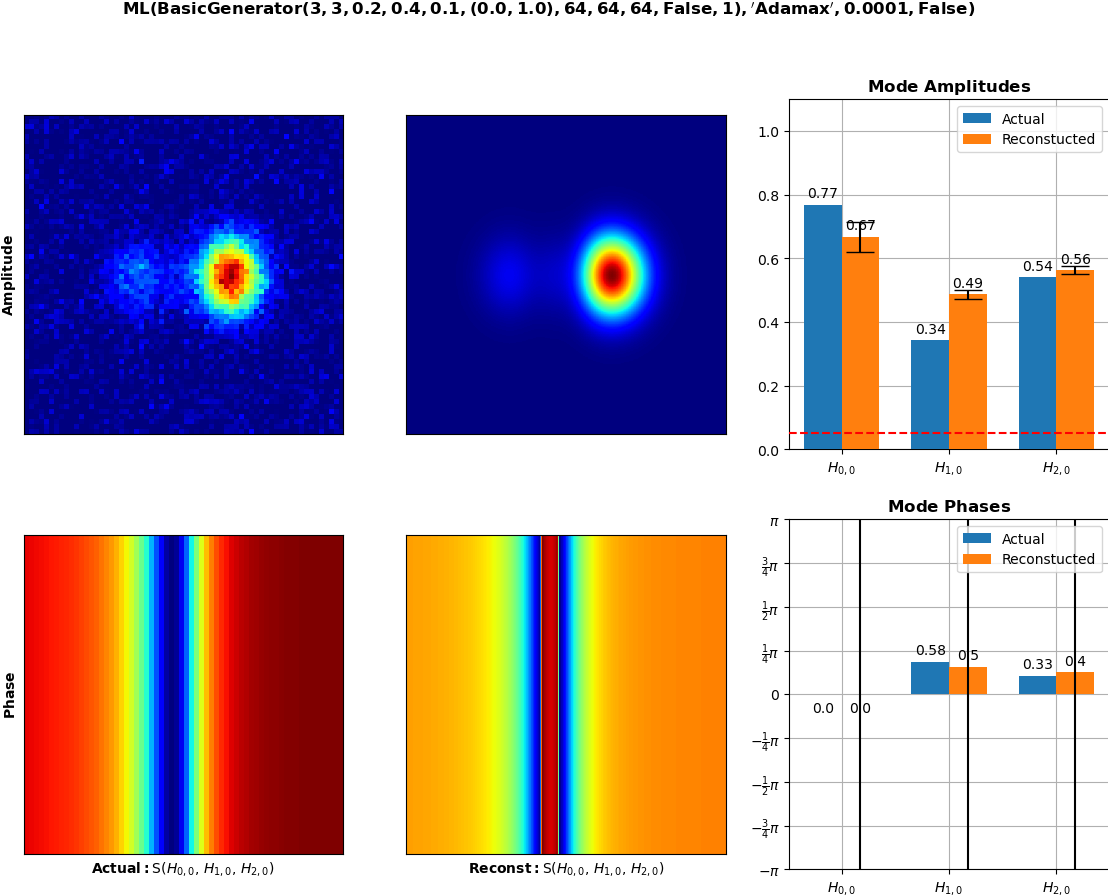 ML(BasicGenerator(3, 3, 0.2, 0.4, 0.1, (0.0, 1.0), 64, 64, 64, False, 1), ′Adamax′, 0.0001, False)
Amplitude
Mode Amplitudes
Actual
Reconstucted
1.0
0.8
0.6
0.4
0.2
0.0
0.77
0.67
0.34
0.49
0.54
0.56
H₀,₀
H₁,₀
H₂,₀
Phase
Actual: S(H₀,₀, H₁,₀, H₂,₀)
Reconst: S(H₀,₀, H₁,₀, H₂,₀)
Mode Phases
Actual
Reconstucted
π
3/4π
1/2π
1/4π
0
−1/4π
−1/2π
−3/4π
−π
0.0
0.0
0.58
0.5
0.33
0.4
H₀,₀
H₁,₀
H₂,₀